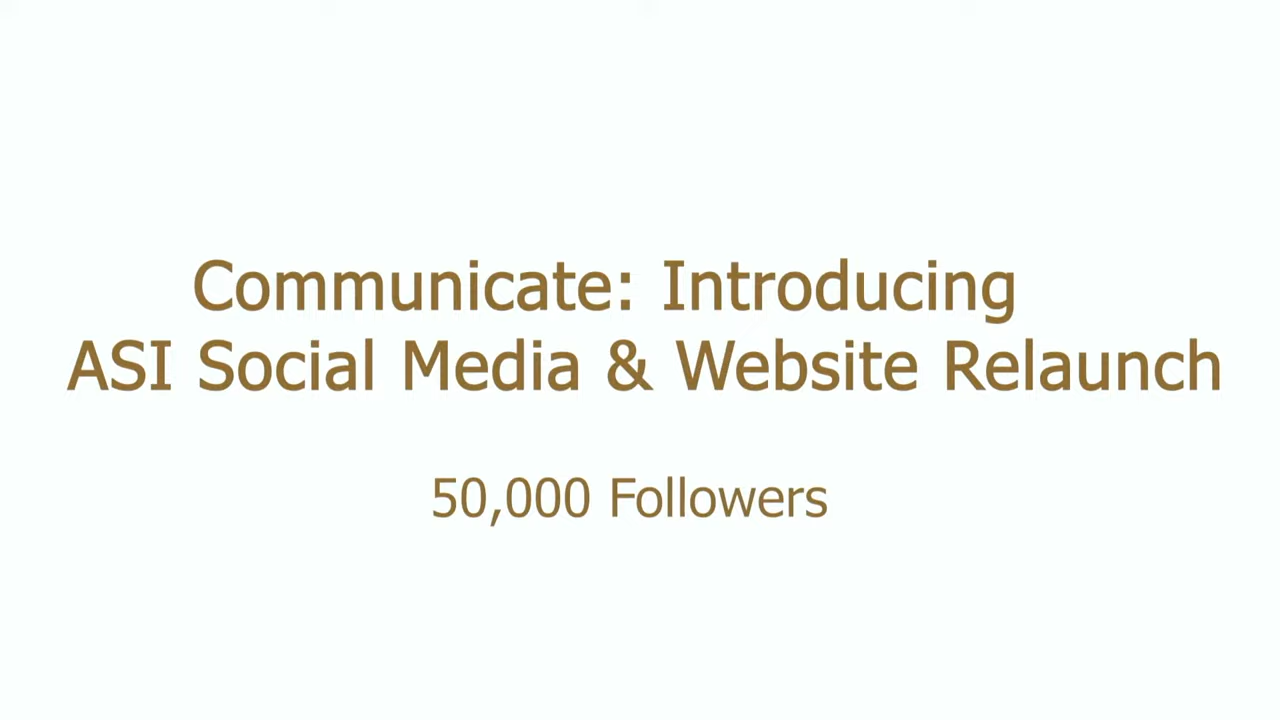 Communicate: Introducing
ASI Social Media & Website Relaunch
50,000 Followers